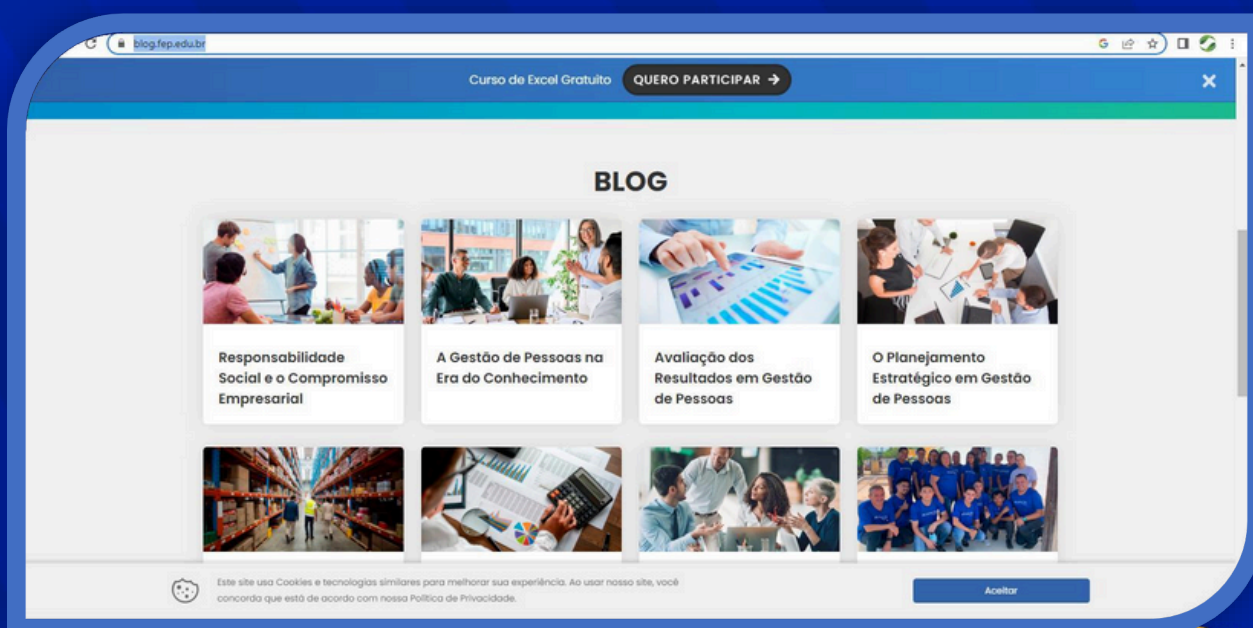 blog.fep.edu.br
Curso de Excel Gratuito QUERO PARTICIPAR →
BLOG
Responsabilidade
Social e o Compromisso
Empresarial
A Gestão de Pessoas na
Era do Conhecimento
Avaliação dos
Resultados em Gestão
de Pessoas
O Planejamento
Estratégico em Gestão
de Pessoas
Este site usa Cookies e tecnologias similares para melhorar sua experiência. Ao usar nosso site, você
concorda que está de acordo com nossa Política de Privacidade.
Aceitar